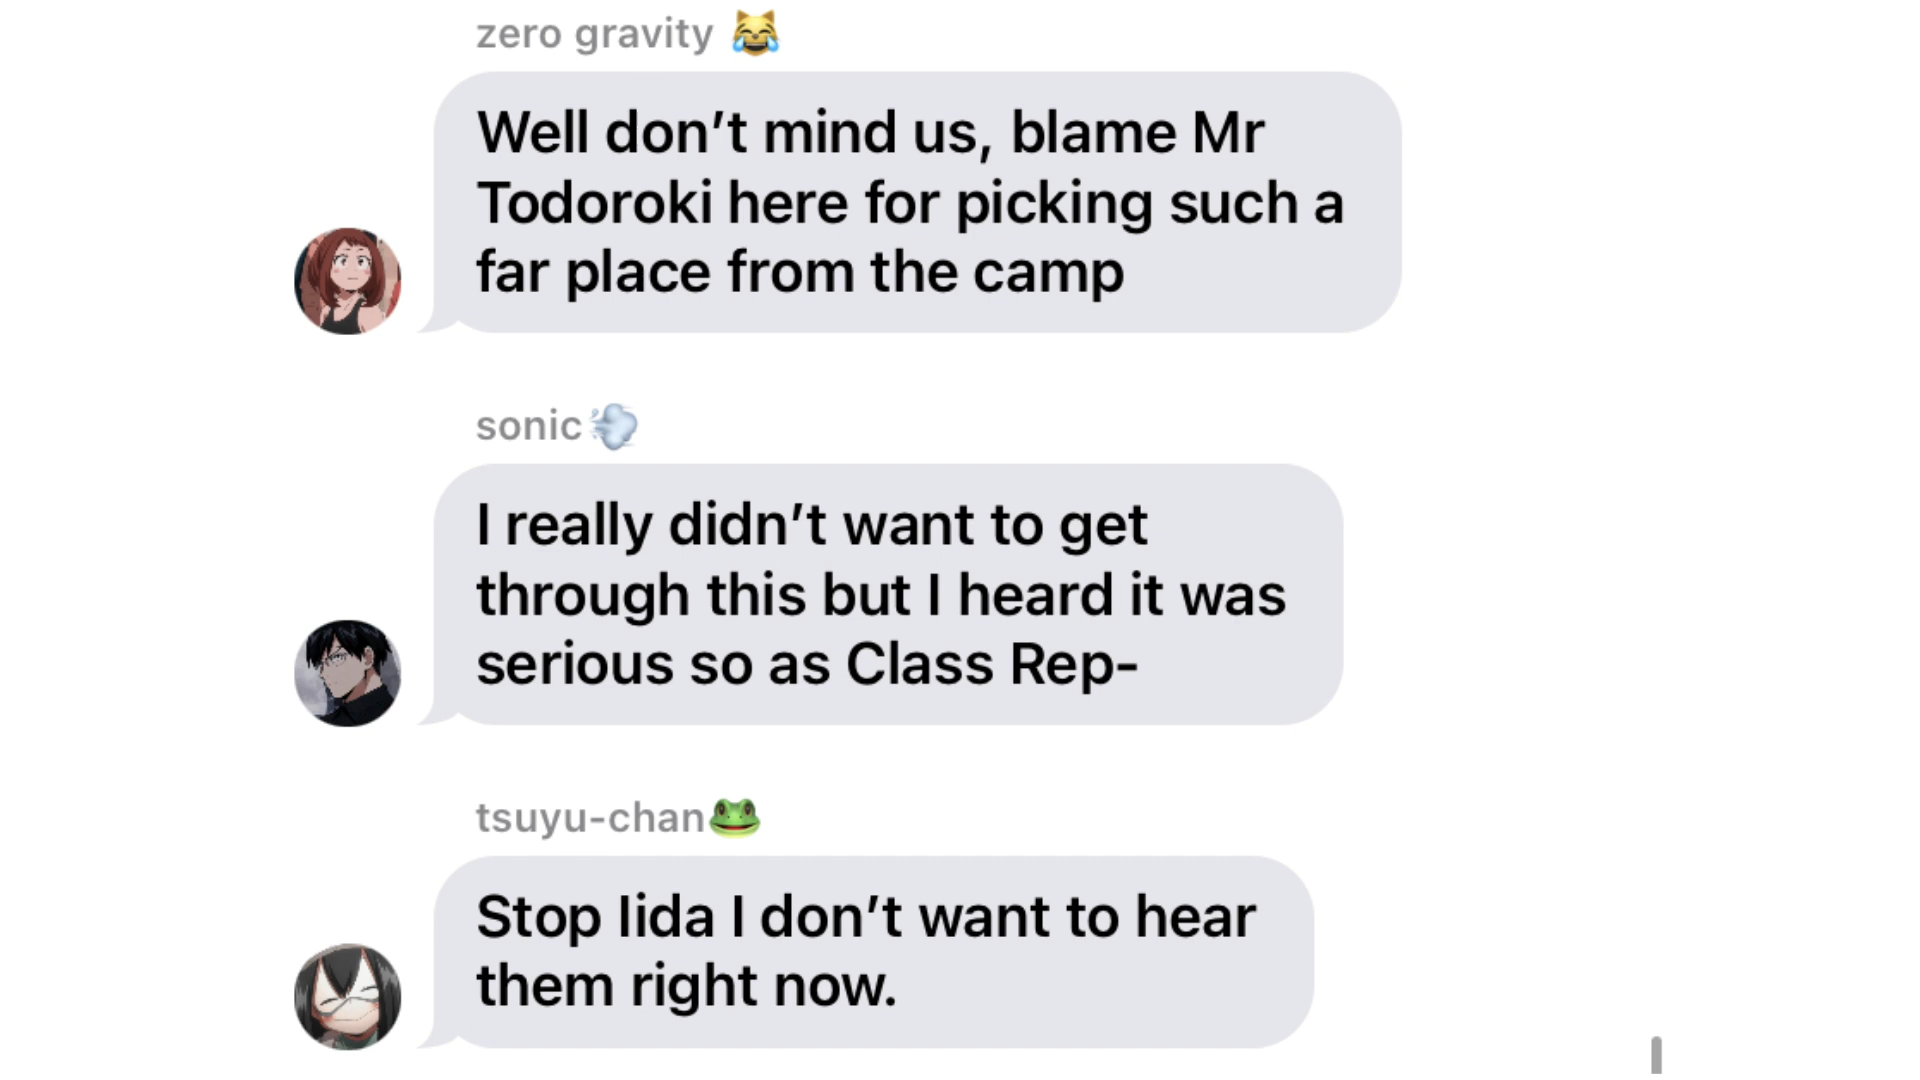 zero gravity 😹
Well don’t mind us, blame Mr
Todoroki here for picking such a
far place from the camp
sonic💨
I really didn’t want to get
through this but I heard it was
serious so as Class Rep-
tsuyu-chan🐸
Stop Iida I don’t want to hear
them right now.